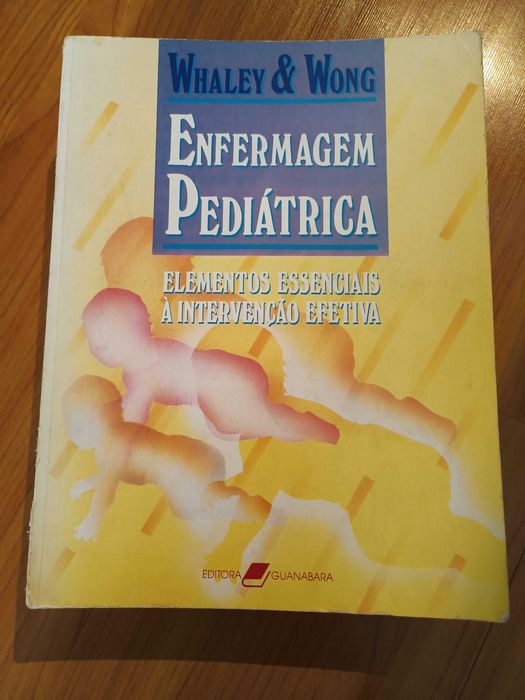 WHALEY & WONG
ENFERMAGEM
PEDIÁTRICA
ELEMENTOS ESSENCIAIS
À INTERVENÇÃO EFETIVA
EDITORA GUANABARA